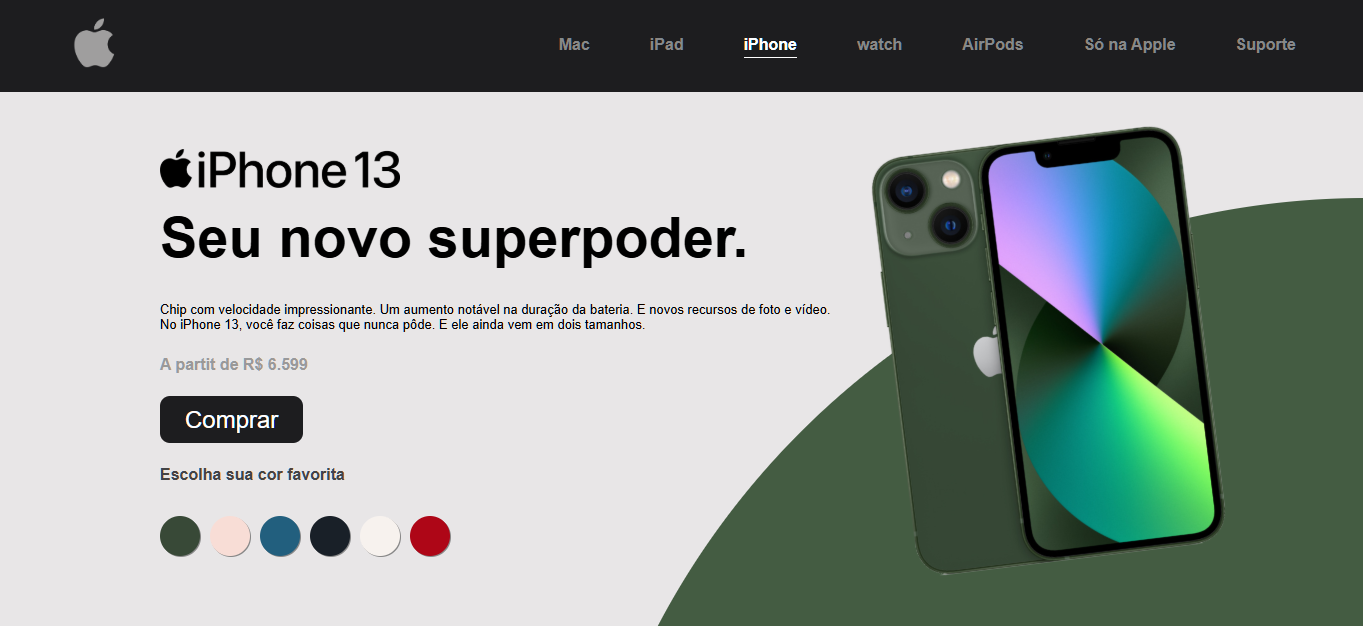 Mac iPad iPhone watch AirPods Só na Apple Suporte
iPhone 13
Seu novo superpoder.
Chip com velocidade impressionante. Um aumento notável na duração da bateria. E novos recursos de foto e vídeo.
No iPhone 13, você faz coisas que nunca pôde. E ele ainda vem em dois tamanhos.
A partit de R$ 6.599
Comprar
Escolha sua cor favorita